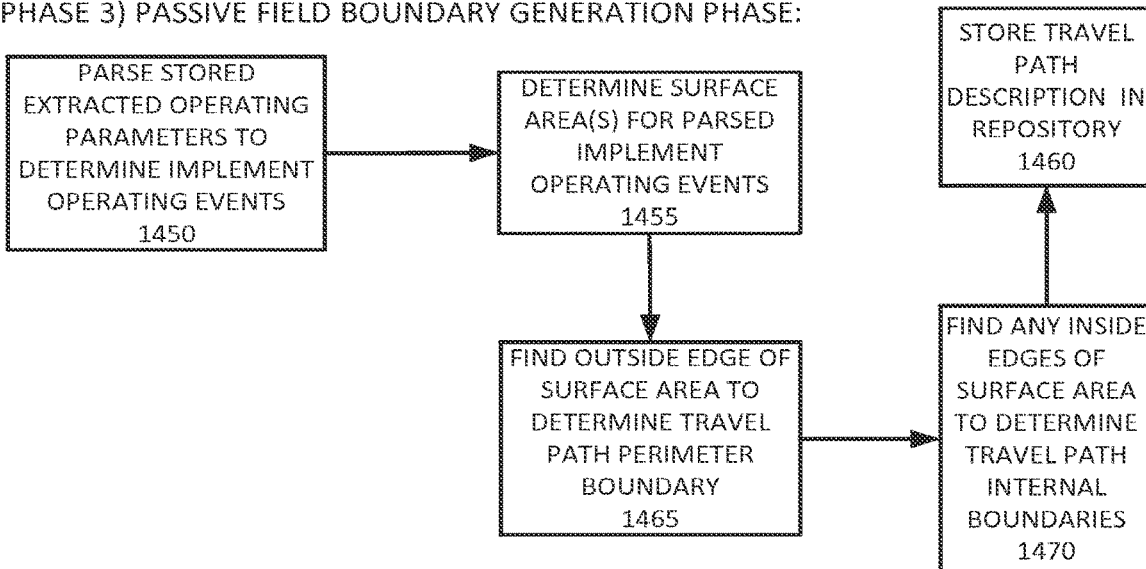 PHASE 3) PASSIVE FIELD BOUNDARY GENERATION PHASE:
PARSE STORED
EXTRACTED OPERATING
PARAMETERS TO
DETERMINE IMPLEMENT
OPERATING EVENTS
1450
DETERMINE SURFACE
AREA(S) FOR PARSED
IMPLEMENT
OPERATING EVENTS
1455
FIND OUTSIDE EDGE OF
SURFACE AREA TO
DETERMINE TRAVEL
PATH PERIMETER
BOUNDARY
1465
FIND ANY INSIDE
EDGES OF
SURFACE AREA
TO DETERMINE
TRAVEL PATH
INTERNAL
BOUNDARIES
1470
STORE TRAVEL
PATH
DESCRIPTION IN
REPOSITORY
1460